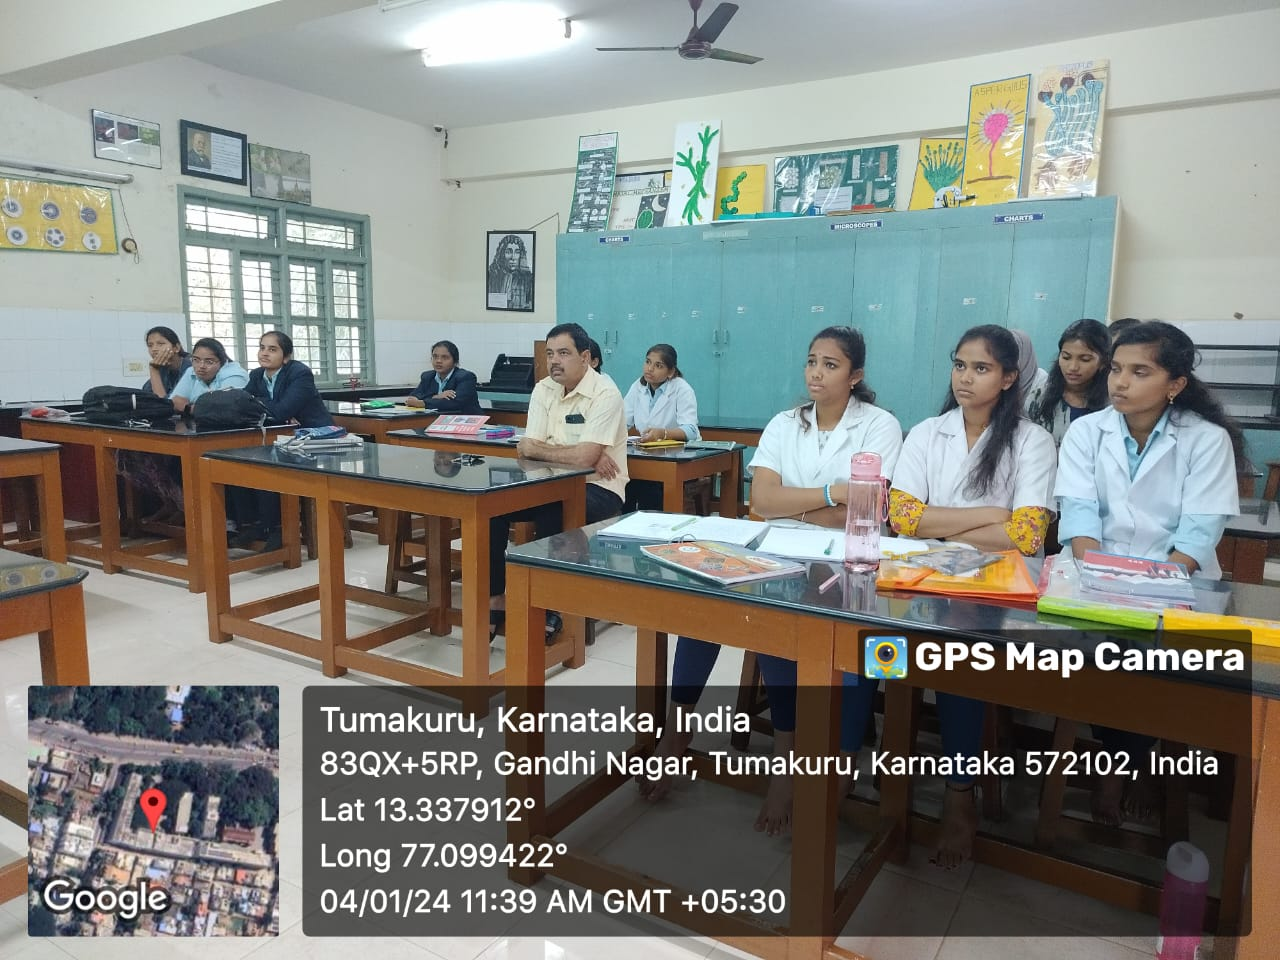 ASPERGILLUS
CHARTS
MICROSCOPES
CHARTS
GPS Map Camera
Tumakuru, Karnataka, India
83QX+5RP, Gandhi Nagar, Tumakuru, Karnataka 572102, India
Lat 13.337912°
Long 77.099422°
04/01/24 11:39 AM GMT +05:30
Google